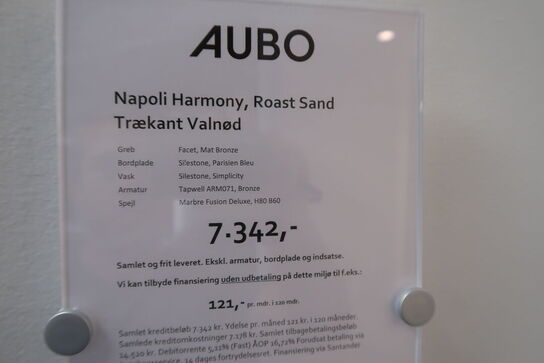 AUBO
Napoli Harmony, Roast Sand
Trækant Valnød
Greb Facet, Mat Bronze
Bordplade Silestone, Parisien Bleu
Vask Silestone, Simplicity
Armatur Tapwell ARM071, Bronze
Spejl Marbre Fusion Deluxe, H80 B60
7.342,-
Samlet og frit leveret. Ekskl. armatur, bordplade og indsatse.
Vi kan tilbyde finansiering uden udbetaling på dette miljø til f.eks.:
121,- pr. mdr. i 120 mdr.
Samlet kreditbeløb 7.342 kr. Ydelse pr. måned 121 kr. i 120 måneder.
Samlede kreditomkostninger 7.178 kr. Samlet tilbagebetalingsbeløb
14.520 kr. Debitorrente 5,21% (Fast) ÅOP 16,72% Forudsat betaling via
14 dages fortrydelsesret. Finansiering via Santander